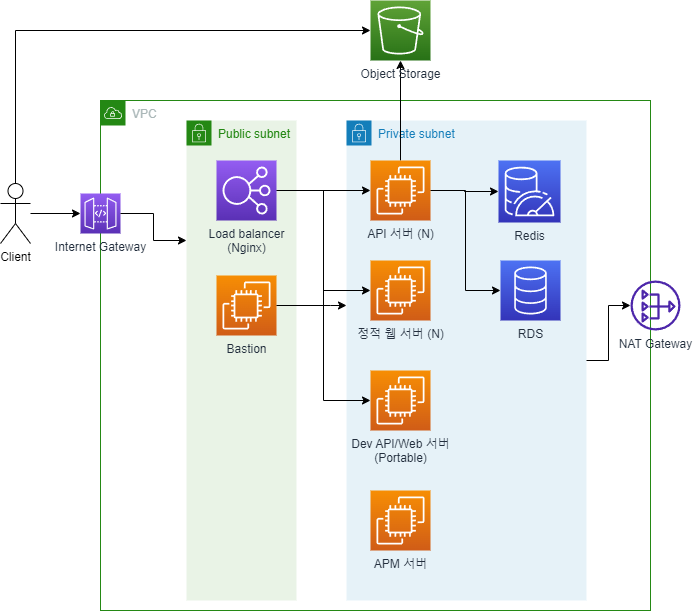 Object Storage
VPC
Public subnet
Private subnet
Load balancer
(Nginx)
API 서버 (N)
Redis
Client
Internet Gateway
Bastion
정적 웹 서버 (N)
RDS
NAT Gateway
Dev API/Web 서버
(Portable)
APM 서버